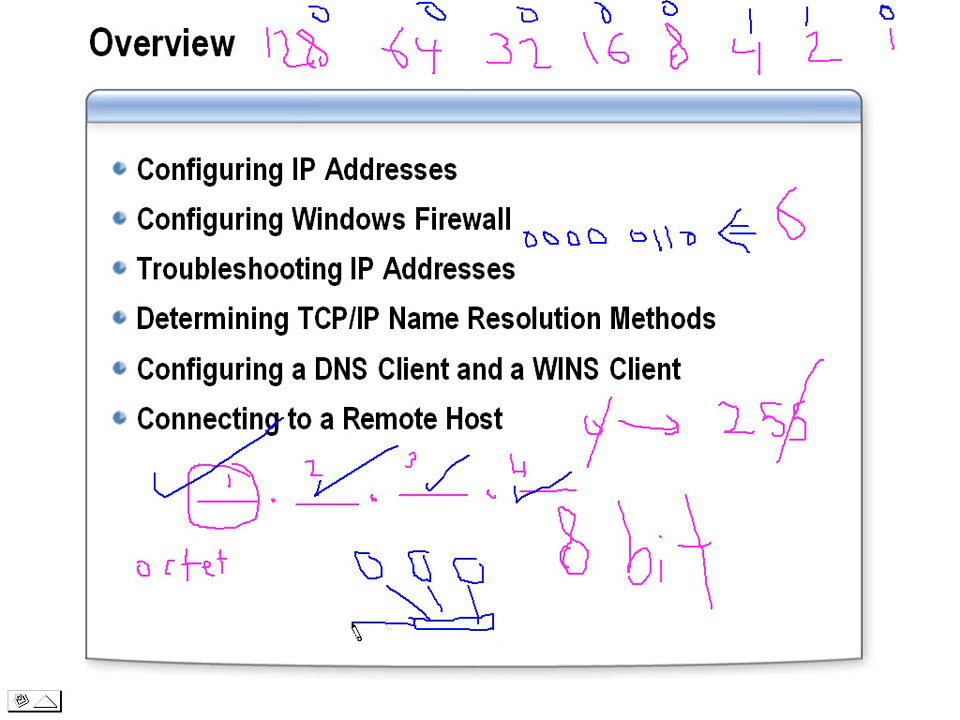 0 0 0 0 0 1 1 0
Overview 128 64 32 16 8 4 2 1
Configuring IP Addresses
Configuring Windows Firewall
0000 0110 ⇐ 6
Troubleshooting IP Addresses
Determining TCP/IP Name Resolution Methods
Configuring a DNS Client and a WINS Client
Connecting to a Remote Host
0 → 255
1 . 2 . 3 . 4
8 bit
octet